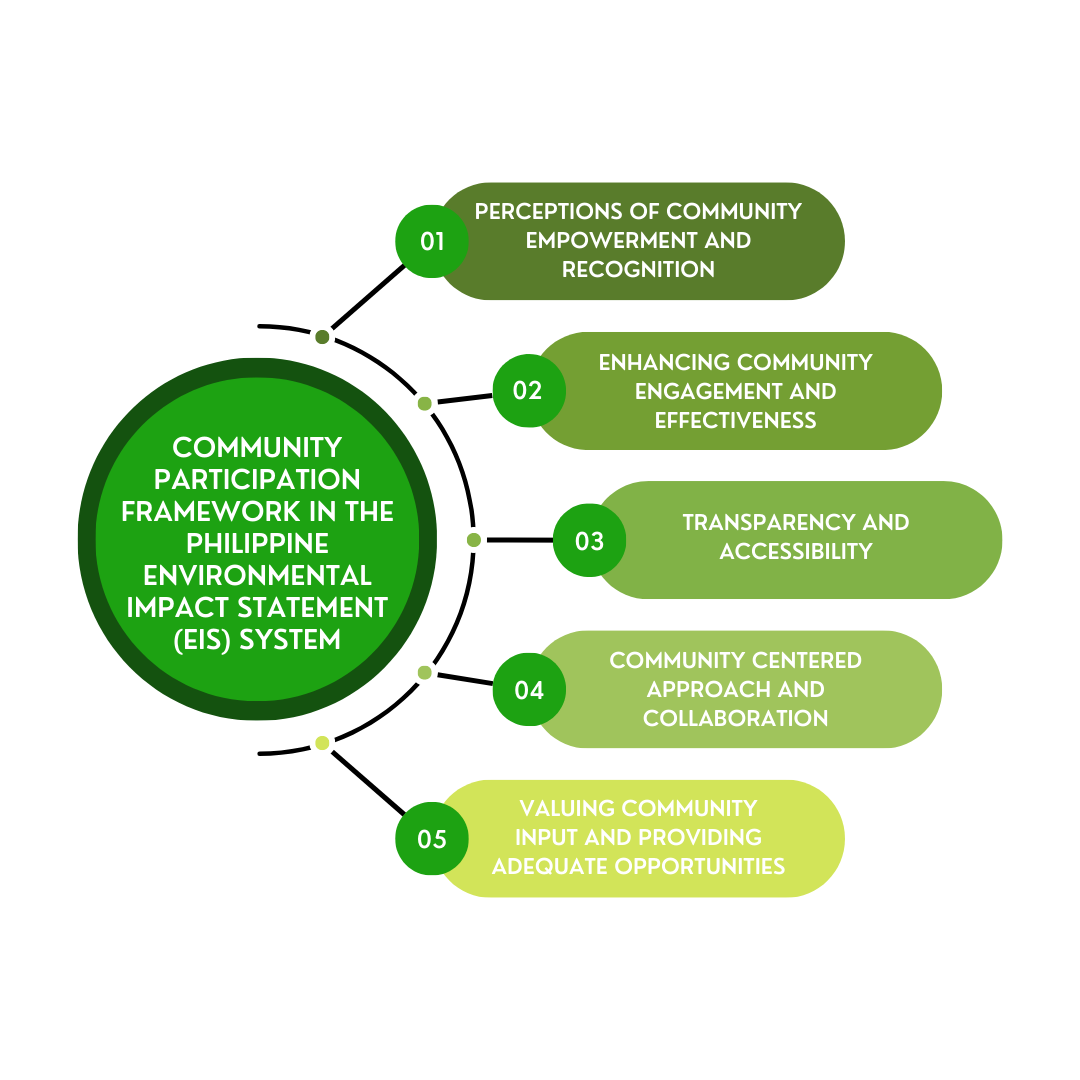 COMMUNITY
PARTICIPATION
FRAMEWORK IN THE
PHILIPPINE
ENVIRONMENTAL
IMPACT STATEMENT
(EIS) SYSTEM
01
PERCEPTIONS OF COMMUNITY
EMPOWERMENT AND
RECOGNITION
02
ENHANCING COMMUNITY
ENGAGEMENT AND
EFFECTIVENESS
03
TRANSPARENCY AND
ACCESSIBILITY
04
COMMUNITY CENTERED
APPROACH AND
COLLABORATION
05
VALUING COMMUNITY
INPUT AND PROVIDING
ADEQUATE OPPORTUNITIES